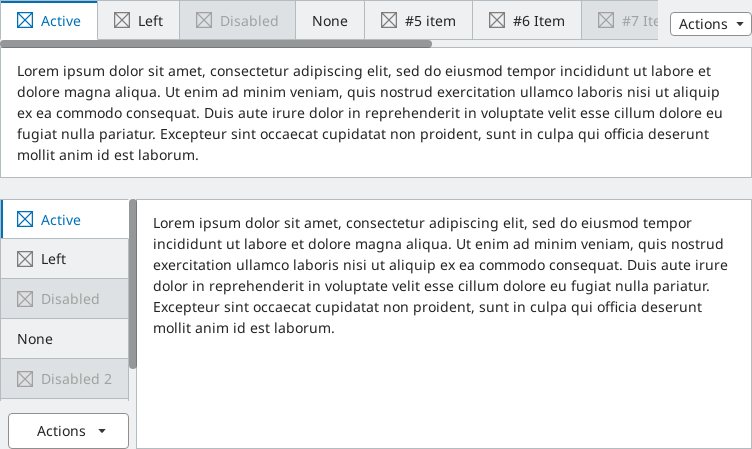 Active Left Disabled None #5 item #6 Item #7 Actions
Lorem ipsum dolor sit amet, consectetur adipiscing elit, sed do eiusmod tempor incididunt ut labore et
dolore magna aliqua. Ut enim ad minim veniam, quis nostrud exercitation ullamco laboris nisi ut aliquip
ex ea commodo consequat. Duis aute irure dolor in reprehenderit in voluptate velit esse cillum dolore eu
fugiat nulla pariatur. Excepteur sint occaecat cupidatat non proident, sunt in culpa qui officia deserunt
mollit anim id est laborum.
Active
Left
Disabled
None
Disabled 2
Actions
Lorem ipsum dolor sit amet, consectetur adipiscing elit, sed do eiusmod tempor
incididunt ut labore et dolore magna aliqua. Ut enim ad minim veniam, quis nostrud
exercitation ullamco laboris nisi ut aliquip ex ea commodo consequat. Duis aute irure
dolor in reprehenderit in voluptate velit esse cillum dolore eu fugiat nulla pariatur.
Excepteur sint occaecat cupidatat non proident, sunt in culpa qui officia deserunt
mollit anim id est laborum.